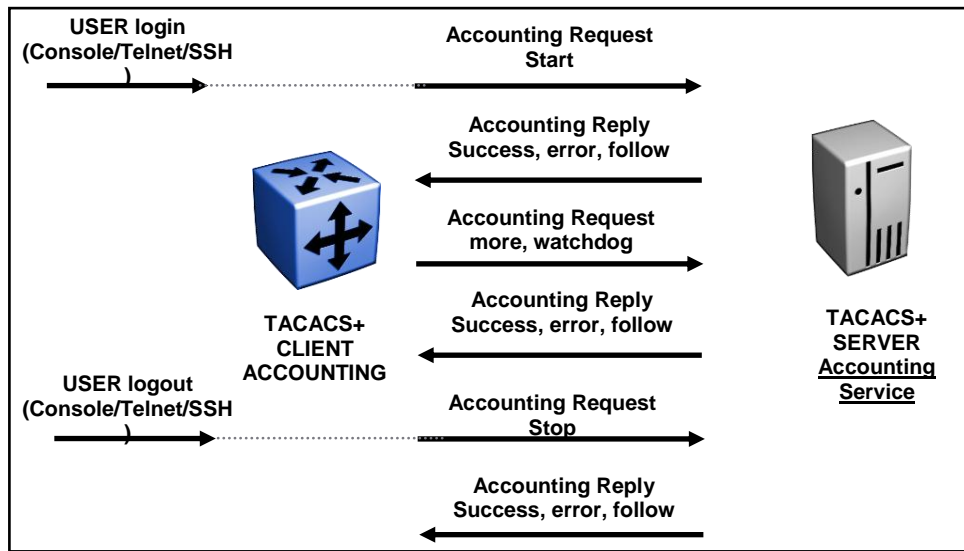 USER login
(Console/Telnet/SSH
)
Accounting Request
Start
Accounting Reply
Success, error, follow
Accounting Request
more, watchdog
Accounting Reply
Success, error, follow
TACACS+
CLIENT
ACCOUNTING
TACACS+
SERVER
Accounting
Service
USER logout
(Console/Telnet/SSH
)
Accounting Request
Stop
Accounting Reply
Success, error, follow